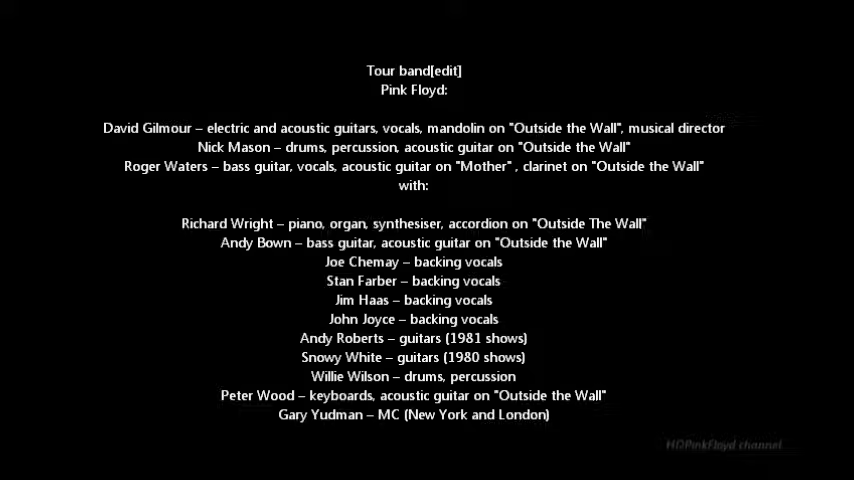 Tour band[edit]
Pink Floyd:
David Gilmour – electric and acoustic guitars, vocals, mandolin on "Outside the Wall", musical director
Nick Mason – drums, percussion, acoustic guitar on "Outside the Wall"
Roger Waters – bass guitar, vocals, acoustic guitar on "Mother" , clarinet on "Outside the Wall"
with:
Richard Wright – piano, organ, synthesiser, accordion on "Outside The Wall"
Andy Bown – bass guitar, acoustic guitar on "Outside the Wall"
Joe Chemay – backing vocals
Stan Farber – backing vocals
Jim Haas – backing vocals
John Joyce – backing vocals
Andy Roberts – guitars (1981 shows)
Snowy White – guitars (1980 shows)
Willie Wilson – drums, percussion
Peter Wood – keyboards, acoustic guitar on "Outside the Wall"
Gary Yudman – MC (New York and London)
HDPinkFloyd channel